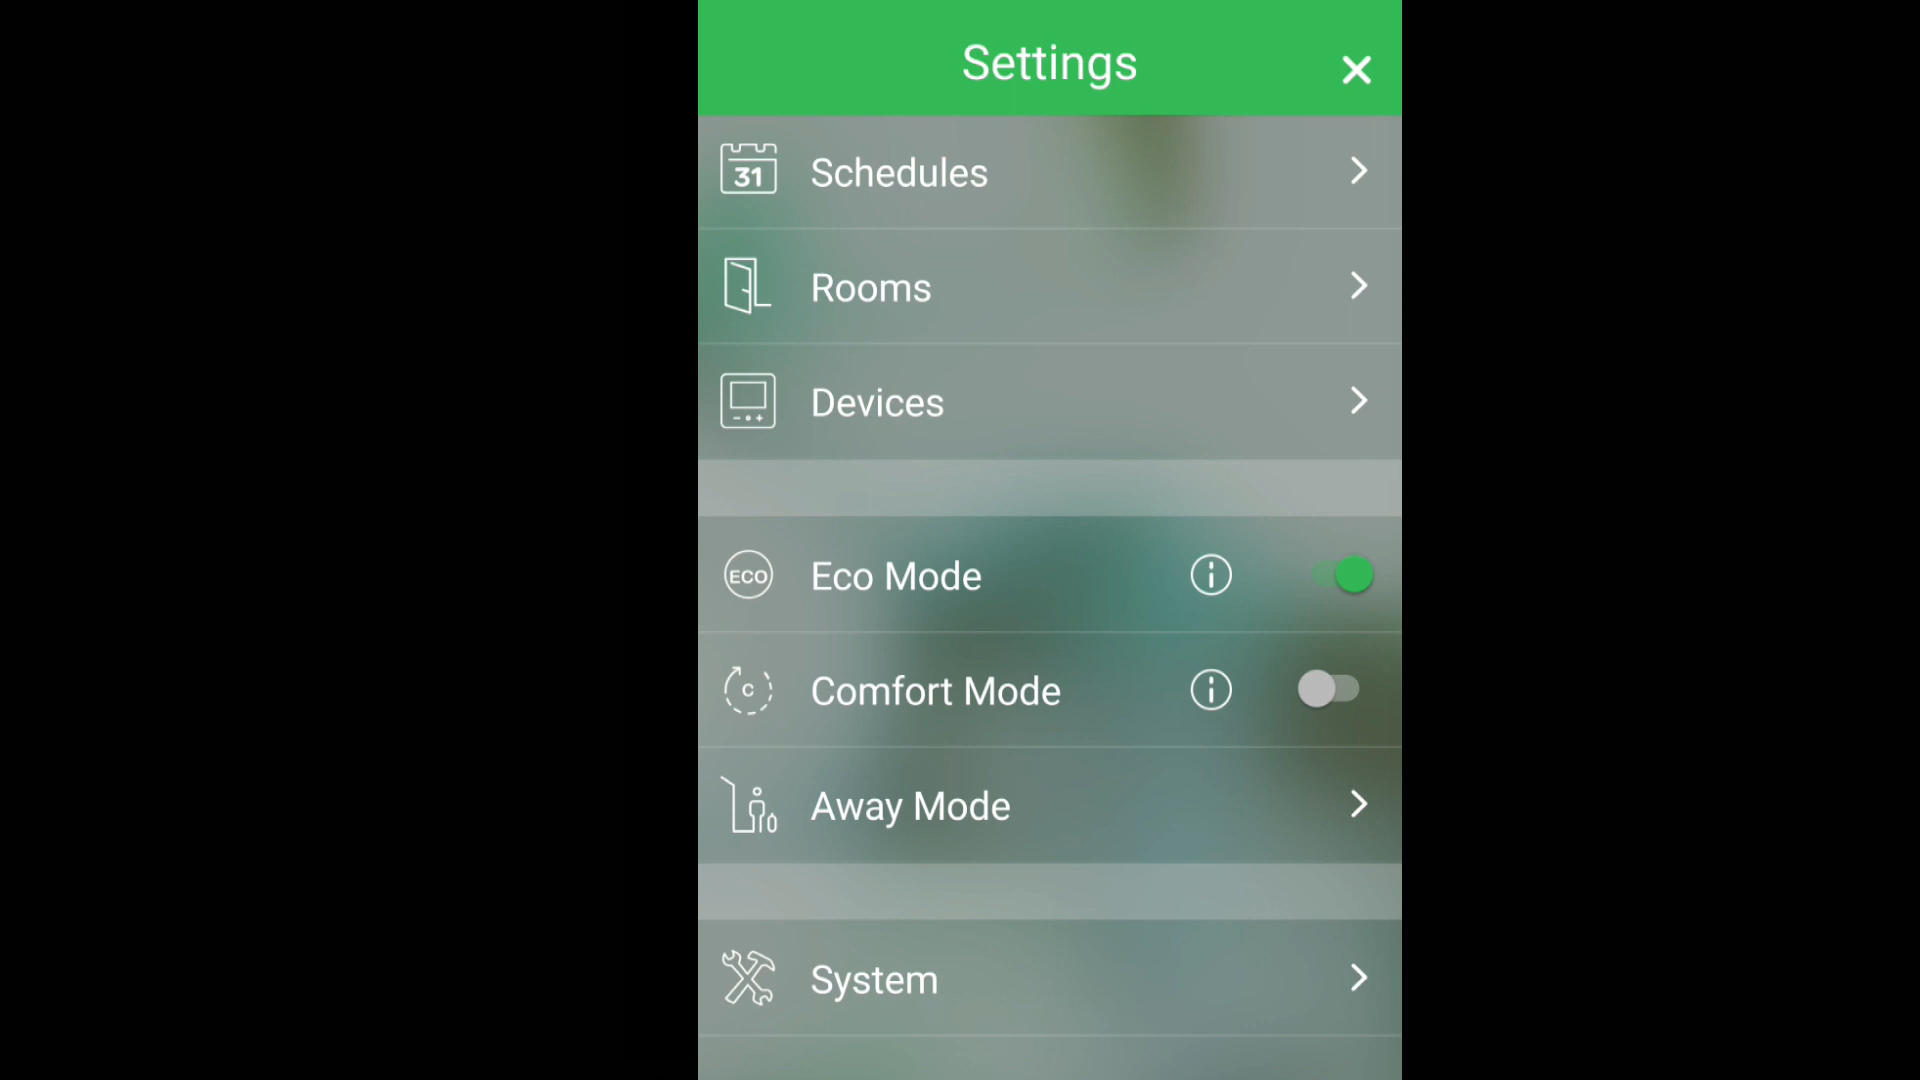 Settings
31
Schedules
Rooms
Devices
ECO
Eco Mode
C
Comfort Mode
Away Mode
System